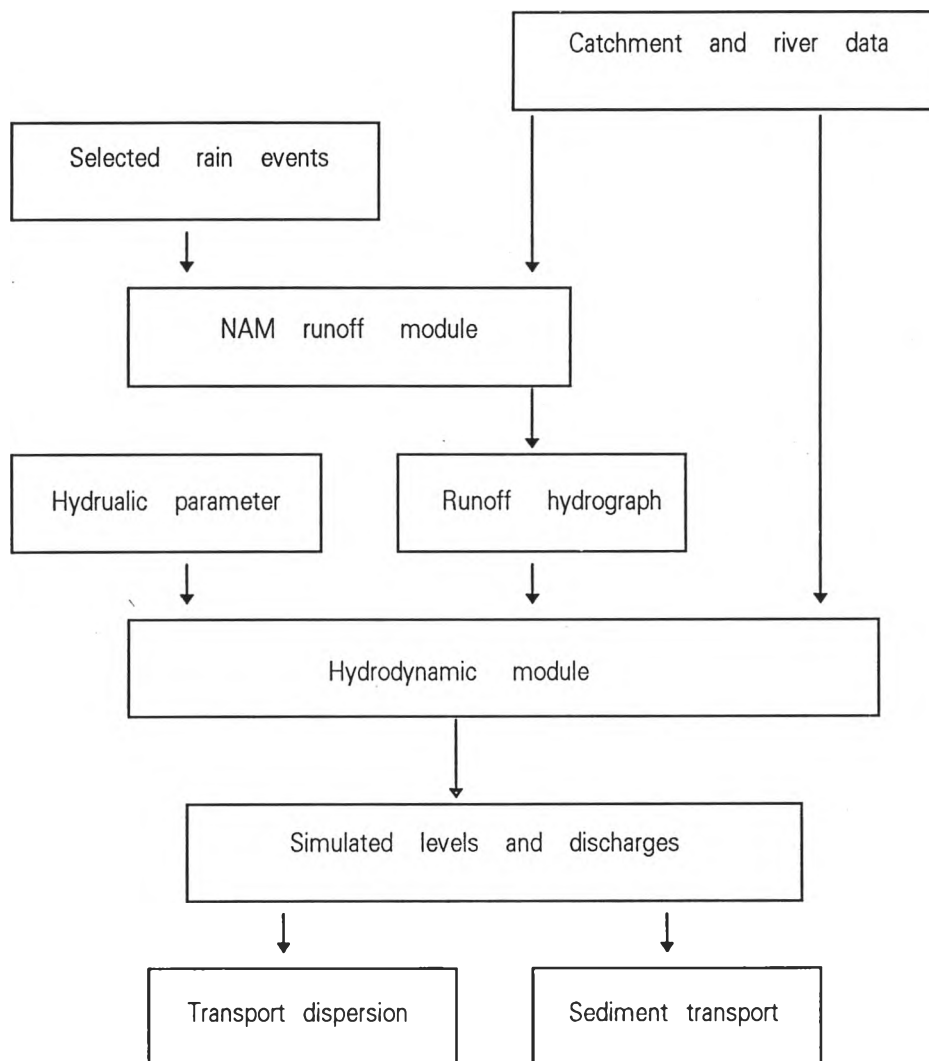 Catchment and river data
Selected rain events
NAM runoff module
Hydrualic parameter
Runoff hydrograph
Hydrodynamic module
Simulated levels and discharges
Transport dispersion
Sediment transport